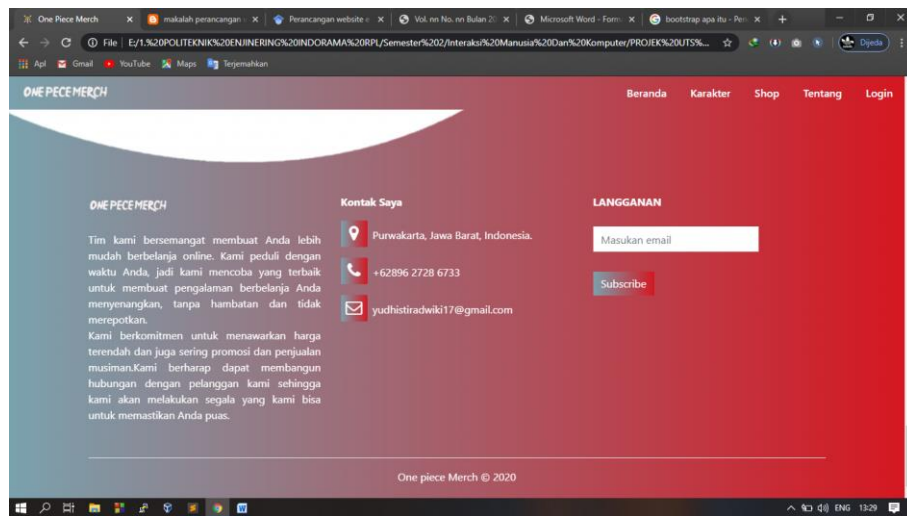 One Piece Merch
makalah perancangan
Perancangan website e
Vol. nn No. nn Bulan 20
Microsoft Word - Form
bootstrap apa itu - Pen
File | E:/1.%20POLITEKNIK%20ENJINERING%20INDORAMA%20RPL/Semester%202/Interaksi%20Manusia%20Dan%20Komputer/PROJEK%20UTS%...
Dijeda
Apl Gmail YouTube Maps Terjemahkan
ONE PECE MERCH
Beranda Karakter Shop Tentang Login
ONE PECE MERCH
Tim kami bersemangat membuat Anda lebih
mudah berbelanja online. Kami peduli dengan
waktu Anda, jadi kami mencoba yang terbaik
untuk membuat pengalaman berbelanja Anda
menyenangkan, tanpa hambatan dan tidak
merepotkan.
Kami berkomitmen untuk menawarkan harga
terendah dan juga sering promosi dan penjualan
musiman.Kami berharap dapat membangun
hubungan dengan pelanggan kami sehingga
kami akan melakukan segala yang kami bisa
untuk memastikan Anda puas.
Kontak Saya
Purwakarta, Jawa Barat, Indonesia.
+62896 2728 6733
yudhistiradwiki17@gmail.com
LANGGANAN
Masukan email
Subscribe
One piece Merch © 2020
ENG 13:29